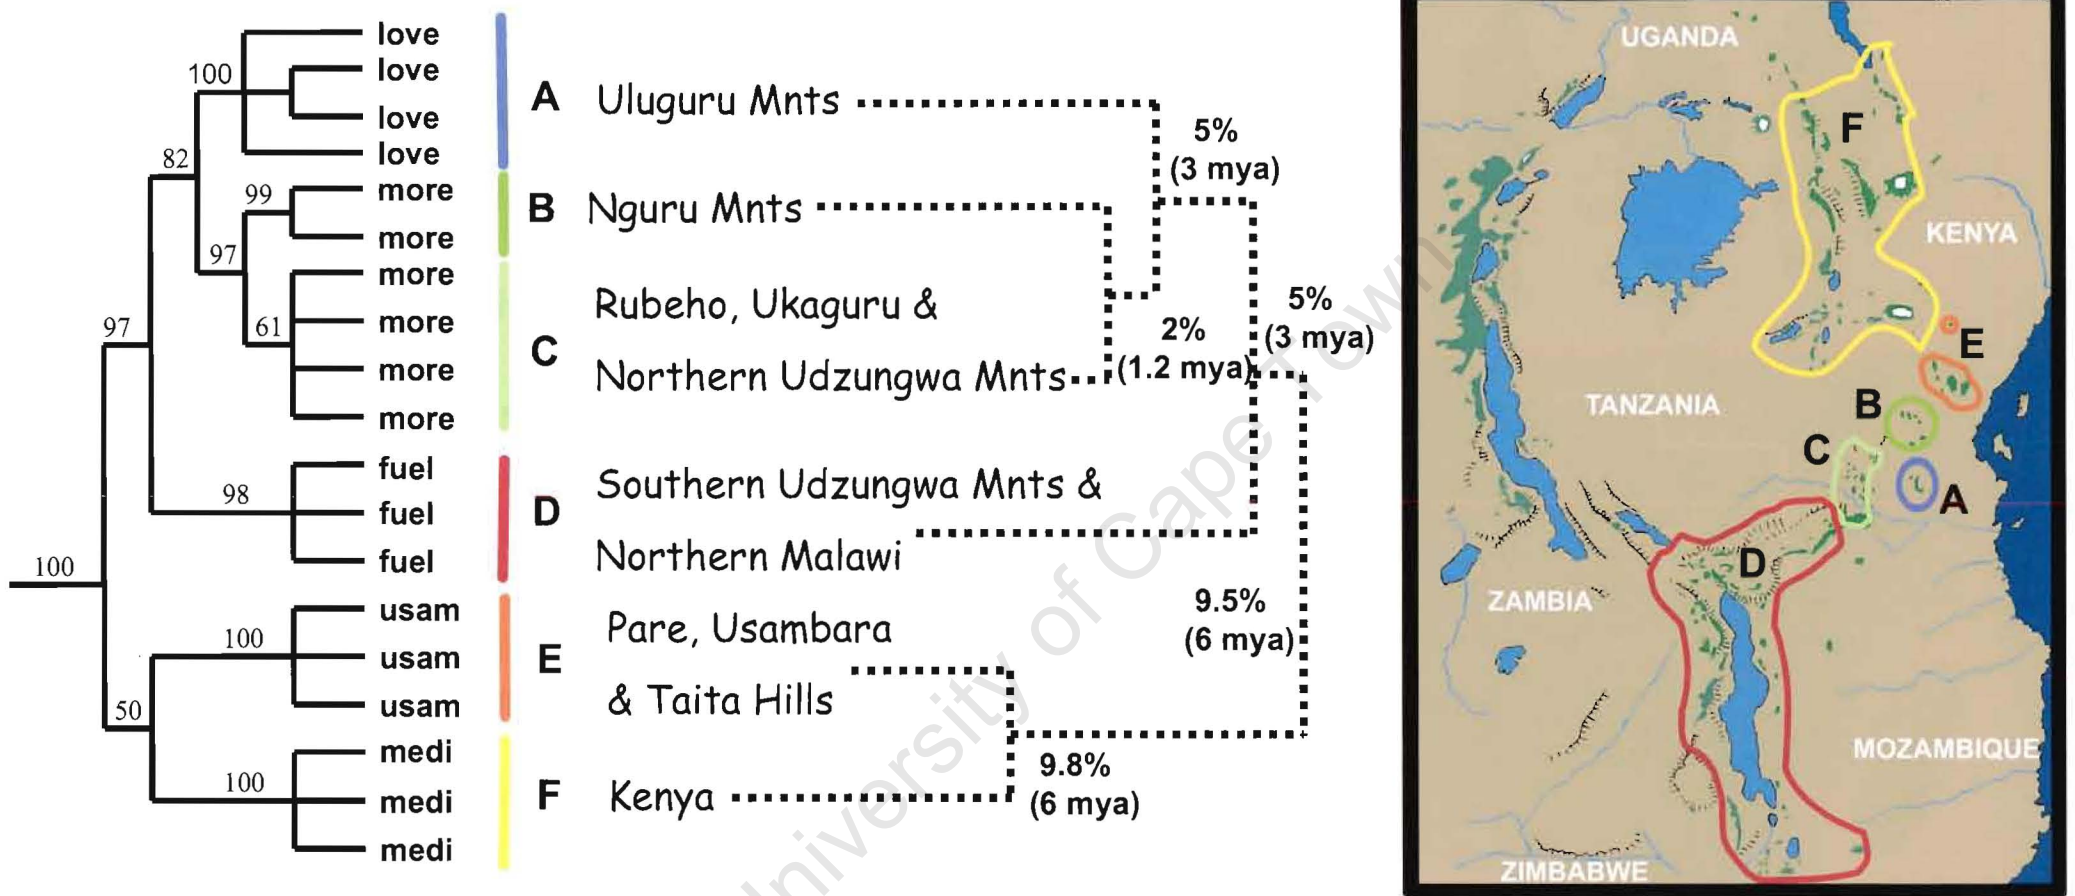 love
love
love
love
more
more
more
more
more
more
fuel
fuel
fuel
usam
usam
usam
medi
medi
medi
100
82
99
97
61
97
98
100
100
50
100
A Uluguru Mnts
B Nguru Mnts
C Rubeho, Ukaguru &
Northern Udzungwa Mnts
D Southern Udzungwa Mnts &
Northern Malawi
E Pare, Usambara
& Taita Hills
F Kenya
5%
(3 mya)
2%
(1.2 mya)
5%
(3 mya)
9.5%
(6 mya)
9.8%
(6 mya)
UGANDA
F
KENYA
E
TANZANIA
B
C
A
D
ZAMBIA
MOZAMBIQUE
ZIMBABWE
University of Cape Town